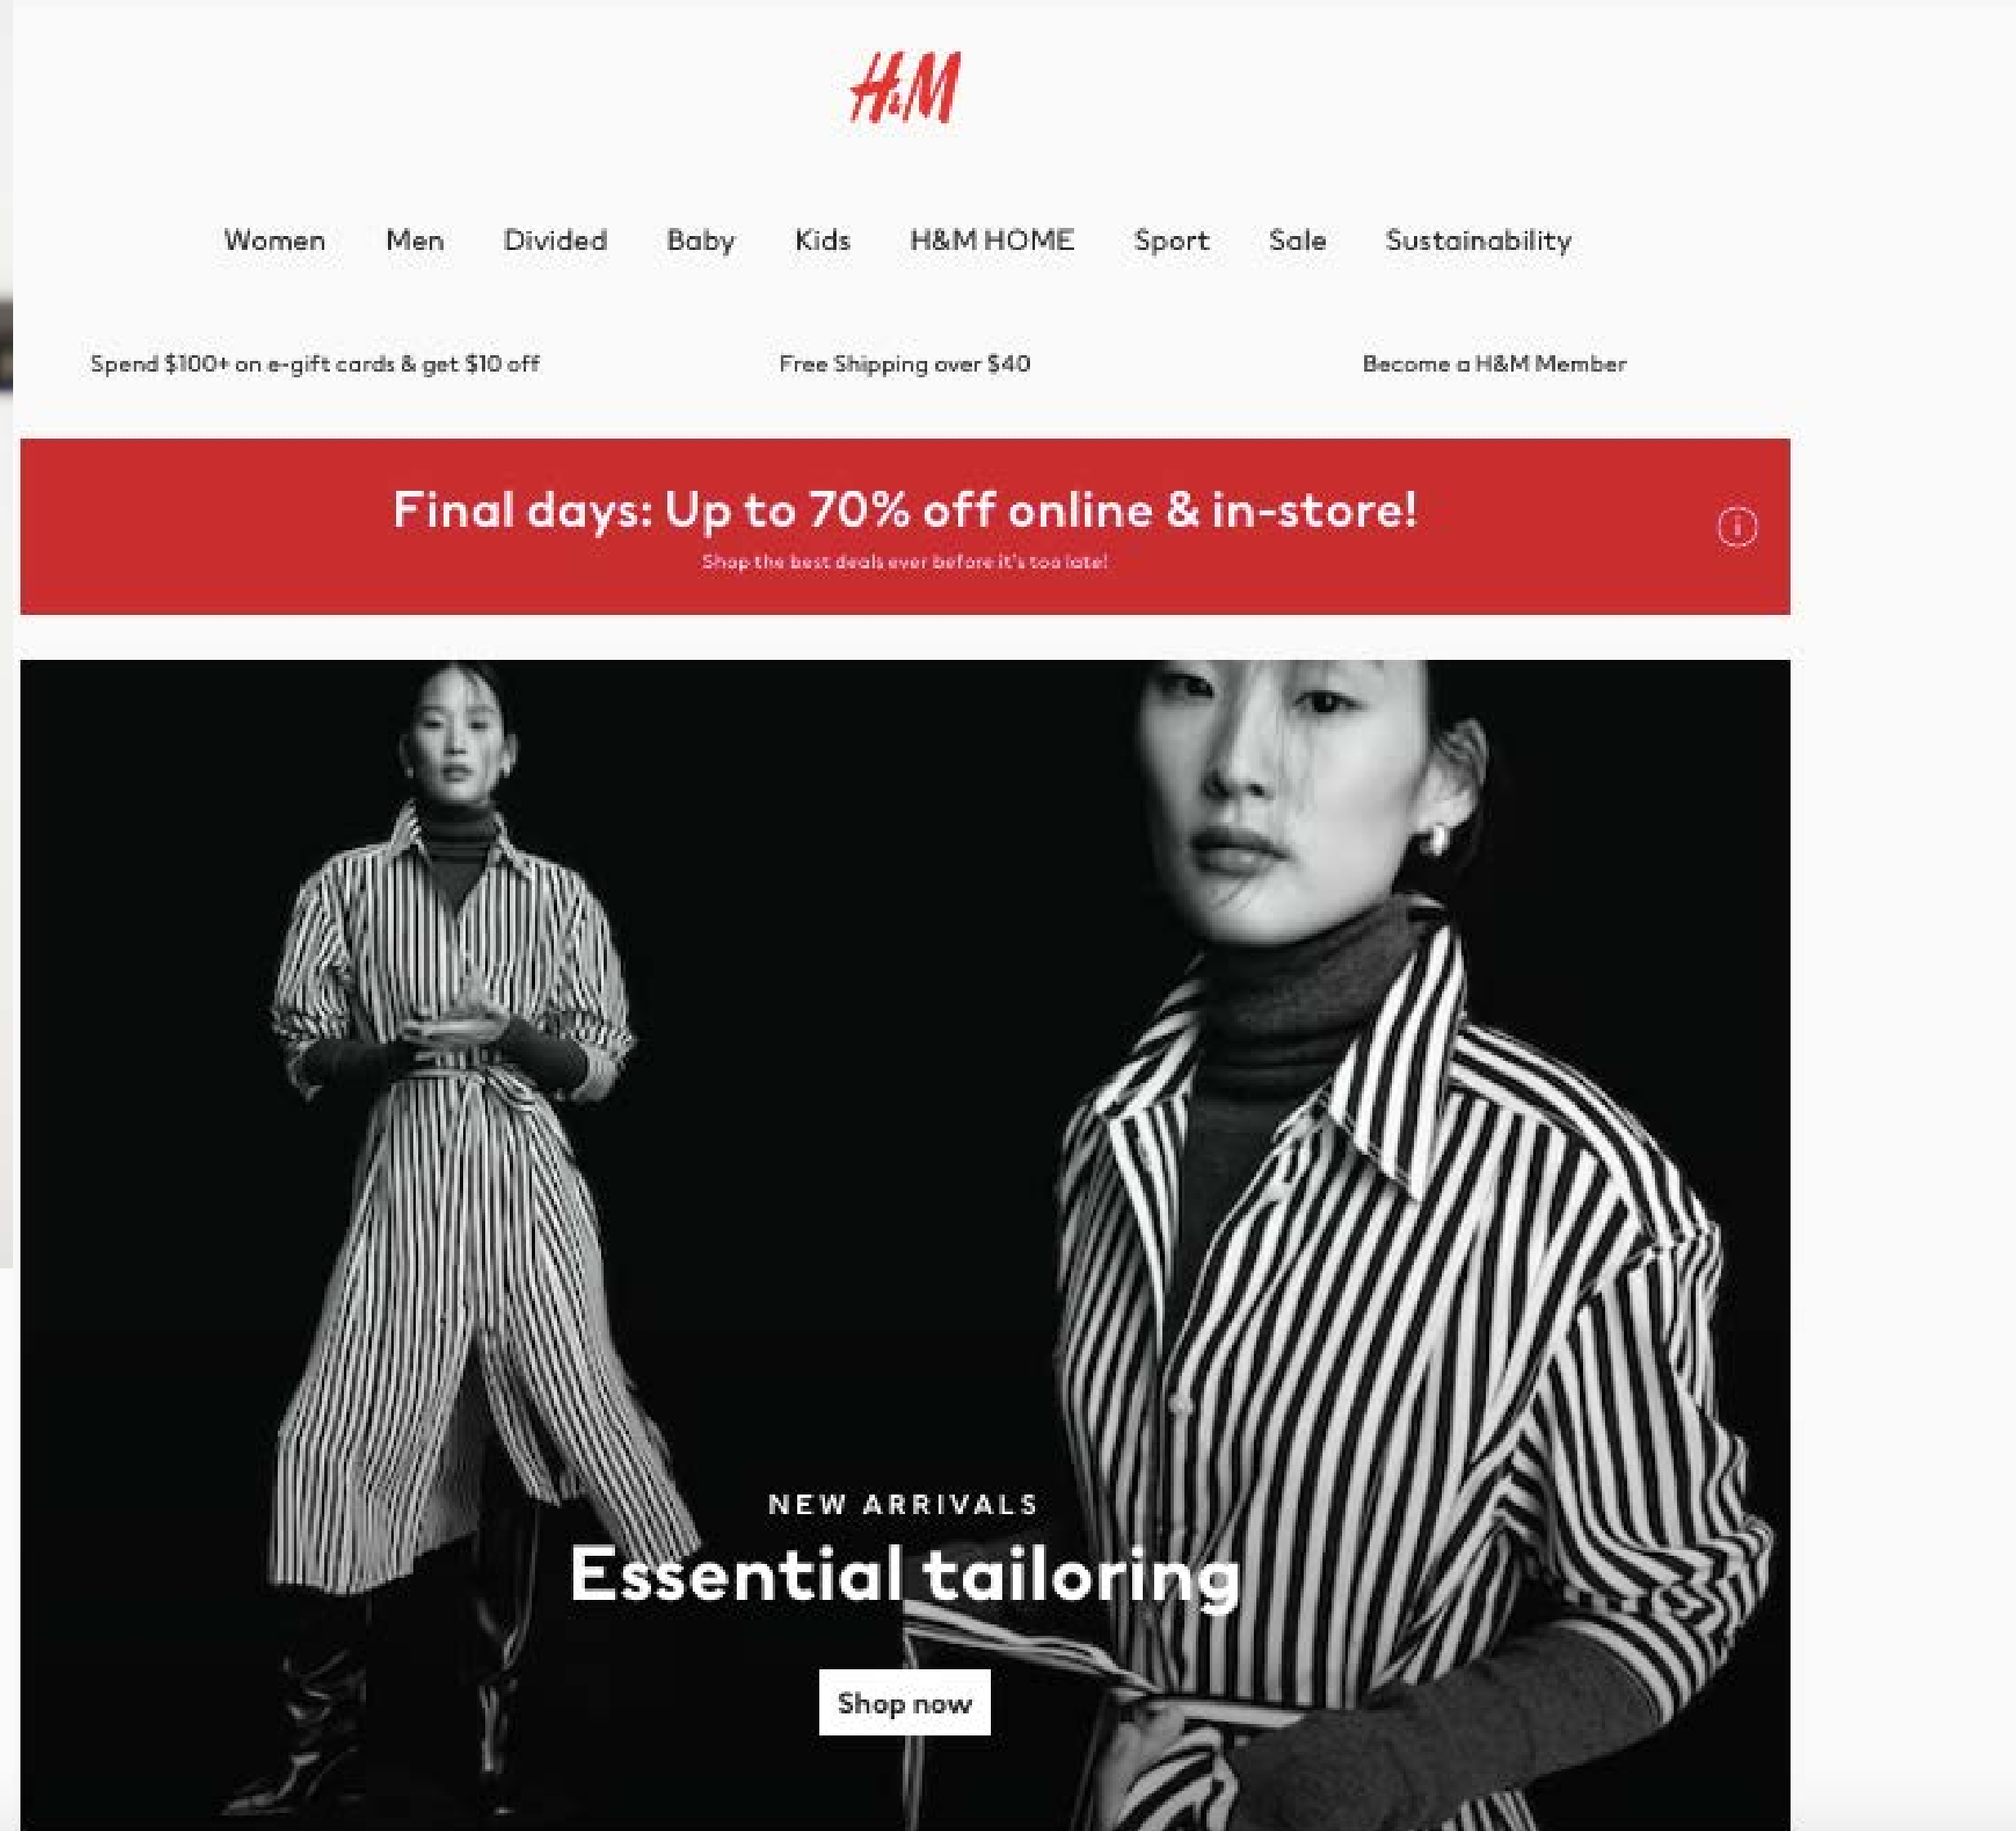 H&M
Women Men Divided Baby Kids H&M HOME Sport Sale Sustainability
Spend $100+ on e-gift cards & get $10 off Free Shipping over $40 Become a H&M Member
Final days: Up to 70% off online & in-store!
i
Shop the best deals ever before it's too late!
NEW ARRIVALS
Essential tailoring
Shop now